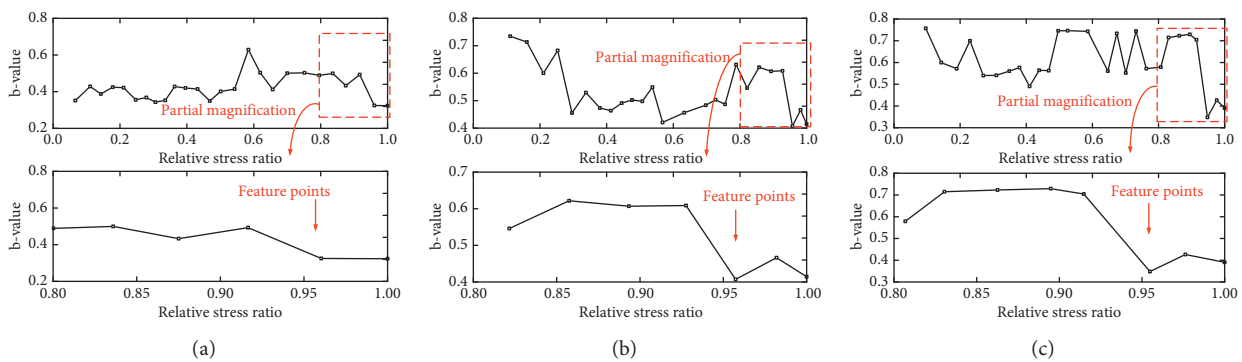 0.8
0.6
0.4
0.2
b-value
0.0 0.2 0.4 0.6 0.8 1.0
Relative stress ratio
Partial magnification
0.8
0.6
0.4
0.2
b-value
Feature points
0.80 0.85 0.90 0.95 1.00
Relative stress ratio
(a)
0.8
0.7
0.6
0.5
0.4
b-value
0.0 0.2 0.4 0.6 0.8 1.0
Relative stress ratio
Partial magnification
0.7
0.6
0.5
0.4
b-value
Feature points
0.80 0.85 0.90 0.95 1.00
Relative stress ratio
(b)
0.8
0.7
0.6
0.5
0.4
0.3
b-value
0.0 0.2 0.4 0.6 0.8 1.0
Relative stress ratio
Partial magnification
0.8
0.7
0.6
0.5
0.4
0.3
b-value
Feature points
0.80 0.85 0.90 0.95 1.00
Relative stress ratio
(c)